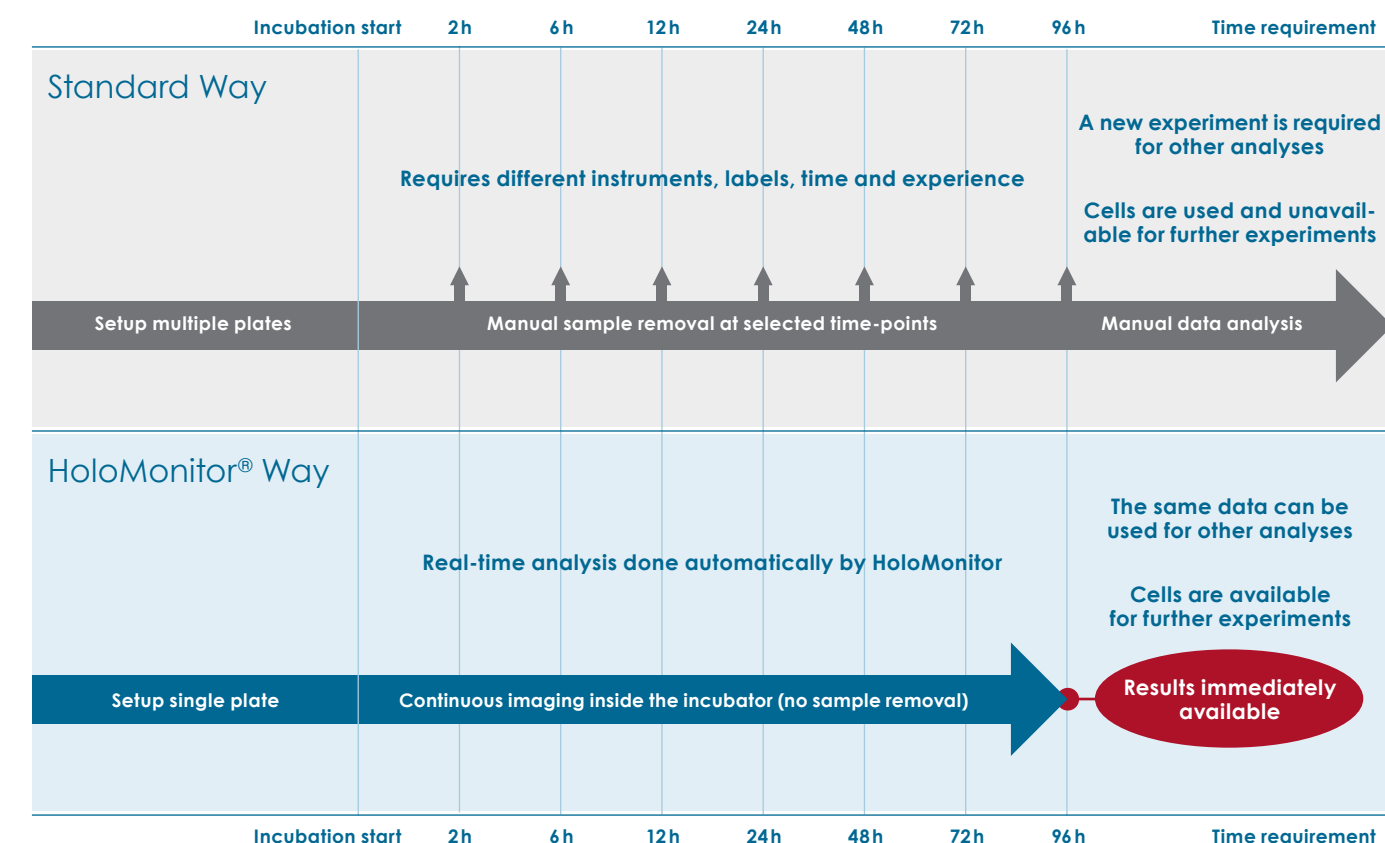 Incubation start 2h 6h 12h 24h 48h 72h 96h Time requirement
Standard Way
A new experiment is required
for other analyses
Requires different instruments, labels, time and experience
Cells are used and unavail-
able for further experiments
Setup multiple plates Manual sample removal at selected time-points Manual data analysis
HoloMonitor® Way
The same data can be
used for other analyses
Real-time analysis done automatically by HoloMonitor
Cells are available
for further experiments
Setup single plate Continuous imaging inside the incubator (no sample removal)
Results immediately
available
Incubation start 2h 6h 12h 24h 48h 72h 96h Time requirement